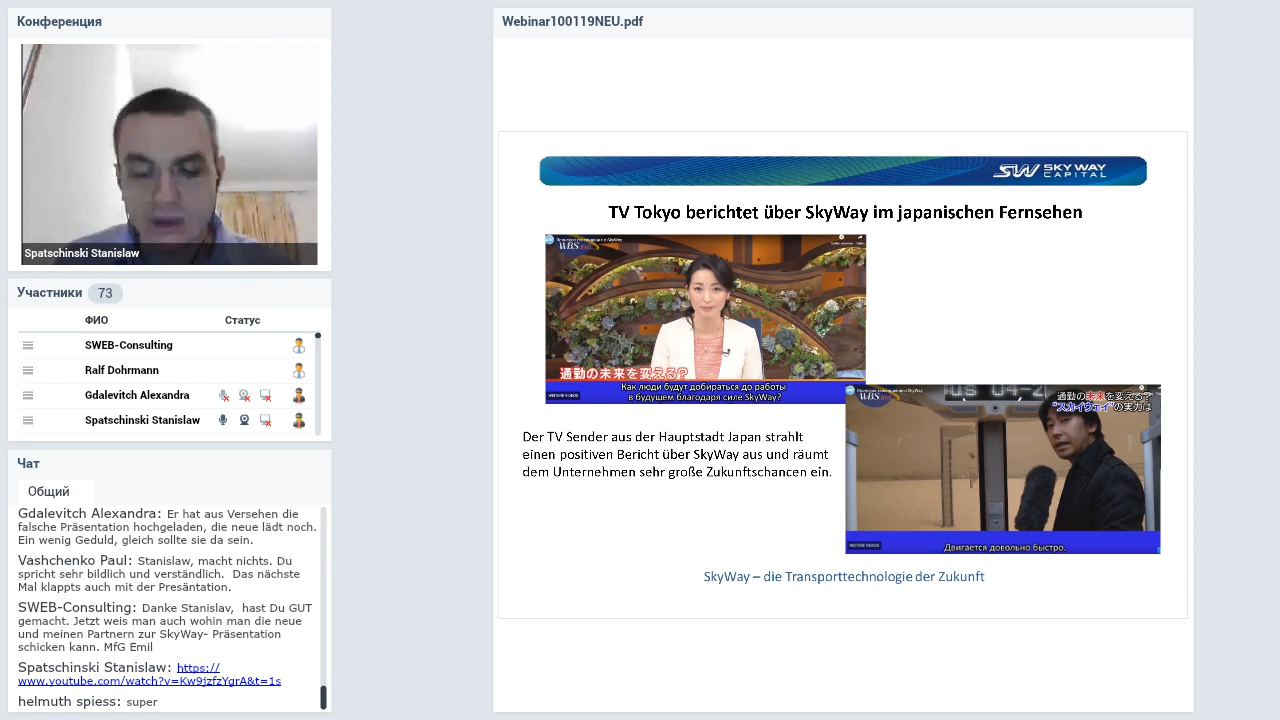 Конференция
Spatschinski Stanislaw
Участники 73
ФИО Статус
SWEB-Consulting
Ralf Dohrmann
Gdalevitch Alexandra
Spatschinski Stanislaw
Чат
Общий
Gdalevitch Alexandra: Er hat aus Versehen die
falsche Präsentation hochgeladen, die neue lädt noch.
Ein wenig Geduld, gleich sollte sie da sein.
Vashchenko Paul: Stanislaw, macht nichts. Du
spricht sehr bildlich und verständlich. Das nächste
Mal klappts auch mit der Presäntation.
SWEB-Consulting: Danke Stanislav, hast Du GUT
gemacht. Jetzt weis man auch wohin man die neue
und meinen Partnern zur SkyWay- Präsentation
schicken kann. MfG Emil
Spatschinski Stanislaw: https://
www.youtube.com/watch?v=Kw9jzfzYgrA&t=1s
helmuth spiess: super
Webinar100119NEU.pdf
SW SKY WAY
CAPITAL
TV Tokyo berichtet über SkyWay im japanischen Fernsehen
WBS
通勤の未来を変える?
Как люди будут добираться до работы
в будущем благодаря силе SkyWay?
WEITERE VIDEOS
Der TV Sender aus der Hauptstadt Japan strahlt
einen positiven Bericht über SkyWay aus und räumt
dem Unternehmen sehr große Zukunftschancen ein.
WBS
通勤の未来を変える?
"スカイウェイ"の実力は
WEITERE VIDEOS
Двигается довольно быстро.
SkyWay – die Transporttechnologie der Zukunft